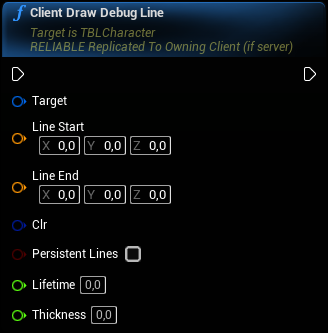 f Client Draw Debug Line
Target is TBLCharacter
RELIABLE Replicated To Owning Client (if server)
Target
Line Start
X 0,0 Y 0,0 Z 0,0
Line End
X 0,0 Y 0,0 Z 0,0
Clr
Persistent Lines
Lifetime 0,0
Thickness 0,0